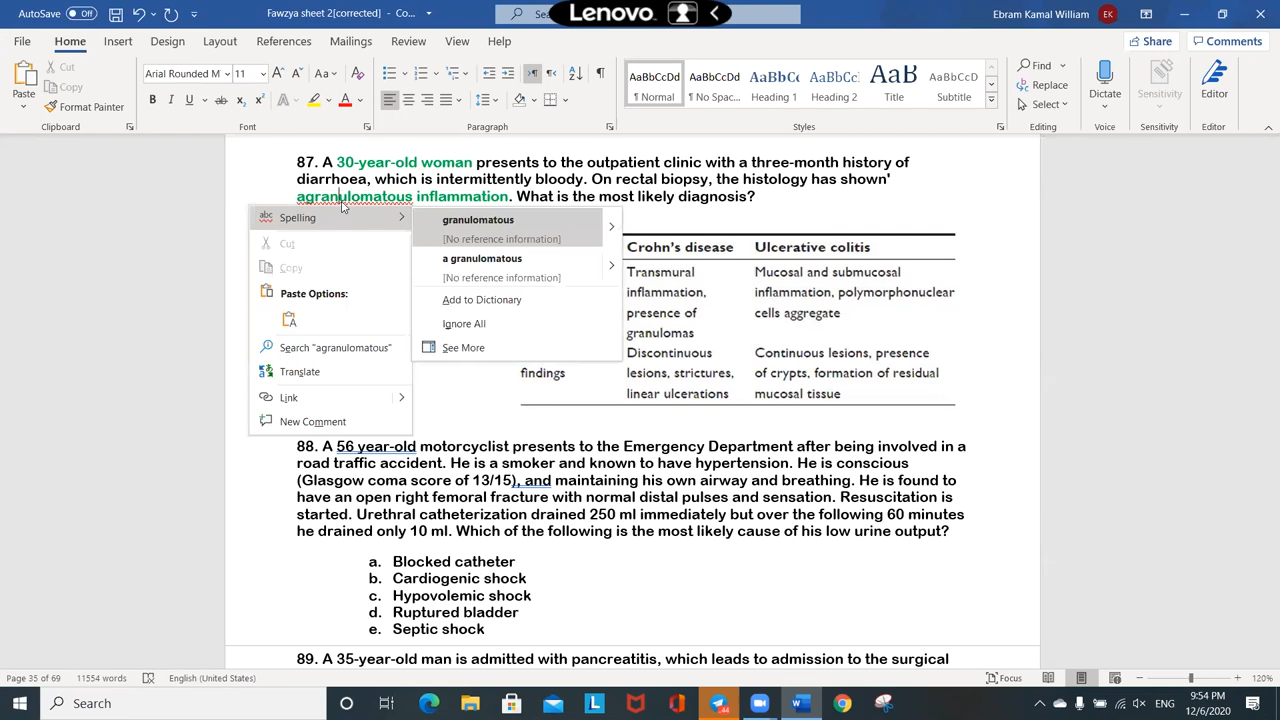 AutoSave Off
Fawzya sheet 2[corrected]
Se
Lenovo
Ebram Kamal William
EK
File Home Insert Draw Design Layout References Mailings Review View Help
Share
Comments
Paste
Cut
Copy
Format Painter
Clipboard
Arial Rounded M
11
Font
Paragraph
AaBbCcDd AaBbCcDd AaBbCc AaBbCc AaB AaBbCcD
¶ Normal ¶ No Spac... Heading 1 Heading 2 Title Subtitle
Styles
Find
Replace
Select
Editing
Dictate
Voice
Sensitivity
Sensitivity
Editor
Editor
87. A 30-year-old woman presents to the outpatient clinic with a three-month history of
diarrhoea, which is intermittently bloody. On rectal biopsy, the histology has shown'
agranulomatous inflammation. What is the most likely diagnosis?
Spelling
Cut
Copy
Paste Options:
Search "agranulomatous"
Translate
Link
New Comment
granulomatous
[No reference information]
a granulomatous
[No reference information]
Add to Dictionary
Ignore All
See More
Crohn's disease Ulcerative colitis
Transmural Mucosal and submucosal
inflammation, inflammation, polymorphonuclear
presence of cells aggregate
granulomas
Discontinuous Continuous lesions, presence
findings lesions, strictures, of crypts, formation of residual
linear ulcerations mucosal tissue
88. A 56 year-old motorcyclist presents to the Emergency Department after being involved in a
road traffic accident. He is a smoker and known to have hypertension. He is conscious
(Glasgow coma score of 13/15), and maintaining his own airway and breathing. He is found to
have an open right femoral fracture with normal distal pulses and sensation. Resuscitation is
started. Urethral catheterization drained 250 ml immediately but over the following 60 minutes
he drained only 10 ml. Which of the following is the most likely cause of his low urine output?
a. Blocked catheter
b. Cardiogenic shock
c. Hypovolemic shock
d. Ruptured bladder
e. Septic shock
89. A 35-year-old man is admitted with pancreatitis, which leads to admission to the surgical
Page 35 of 69 11554 words English (United States) Focus 120%
Search
44
ENG
9:54 PM
12/6/2020